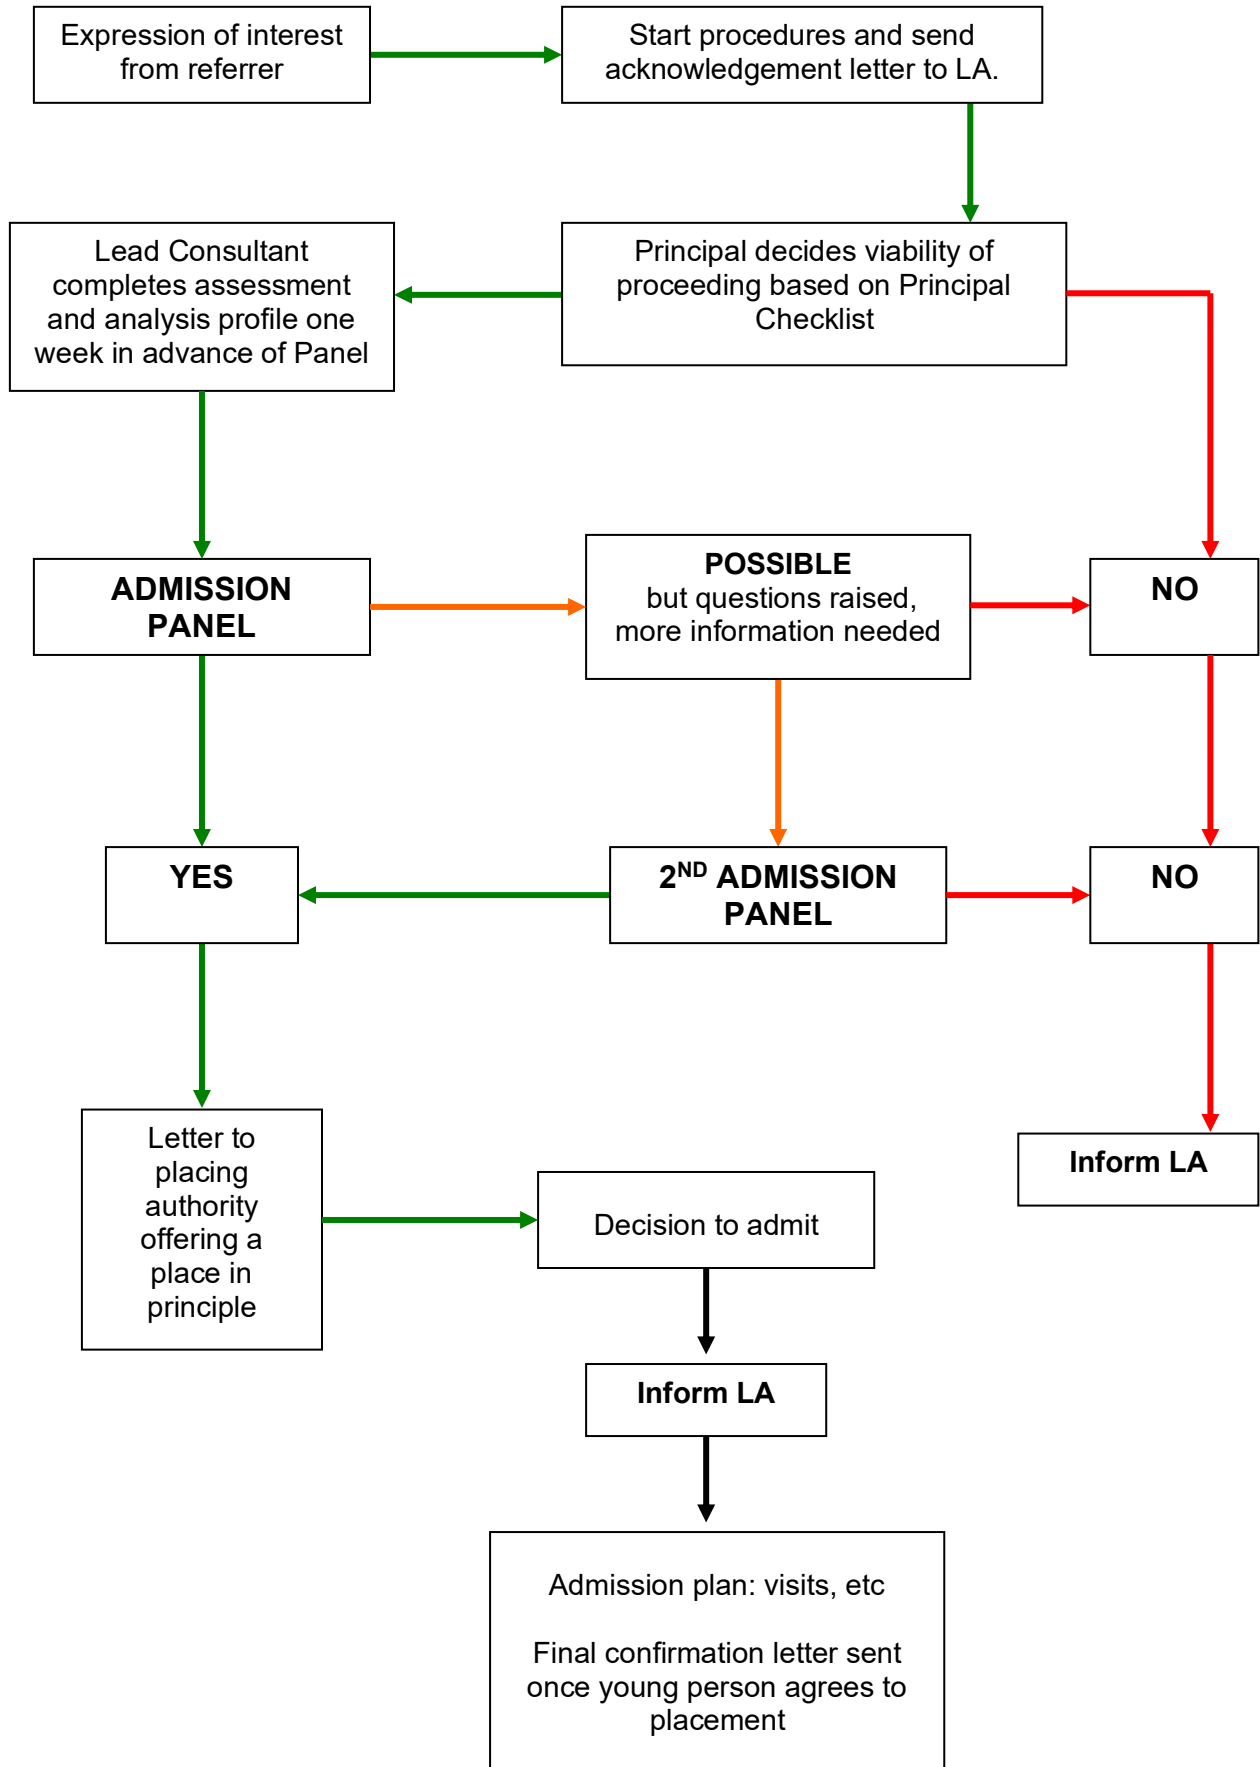 Expression of interest
from referrer
Start procedures and send
acknowledgement letter to LA.
Lead Consultant
completes assessment
and analysis profile one
week in advance of Panel
Principal decides viability of
proceeding based on Principal
Checklist
ADMISSION
PANEL
POSSIBLE
but questions raised,
more information needed
NO
YES
2ND ADMISSION
PANEL
NO
Letter to
placing
authority
offering a
place in
principle
Decision to admit
Inform LA
Inform LA
Admission plan: visits, etc
Final confirmation letter sent
once young person agrees to
placement